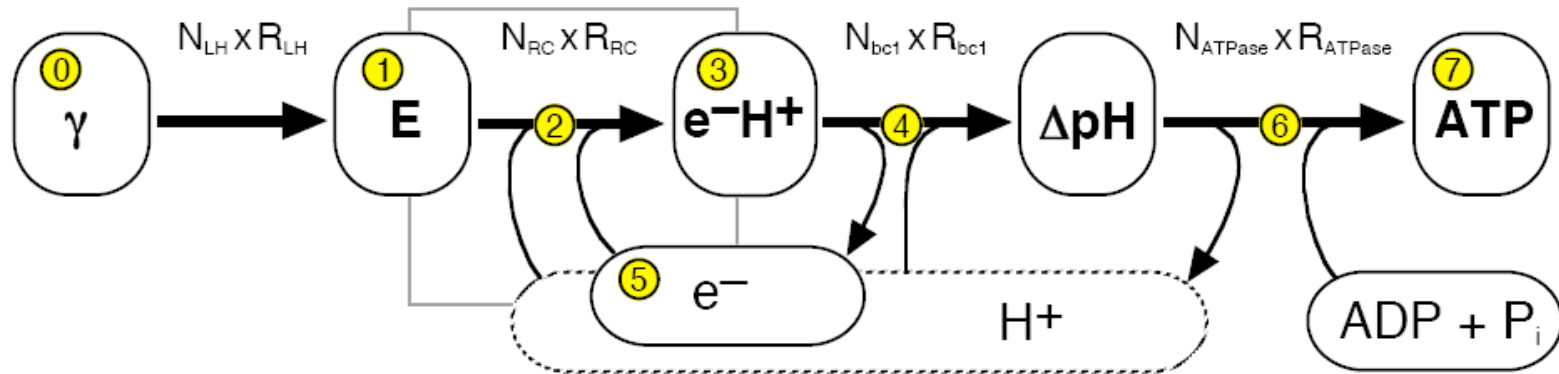 N_LH x R_LH
N_RC x R_RC
N_bc1 x R_bc1
N_ATPase x R_ATPase
0
γ
1
E
2
3
e⁻H⁺
4
ΔpH
6
7
ATP
5
e⁻
H⁺
ADP + P_i